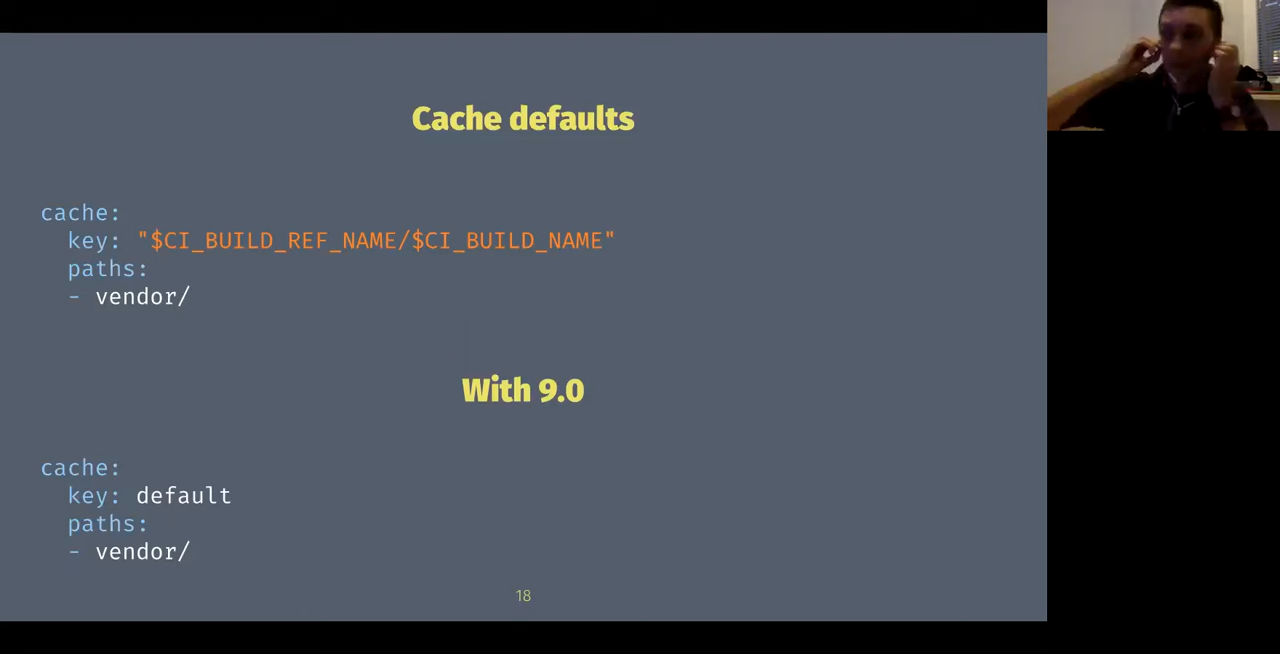 Cache defaults
cache:
key: "$CI_BUILD_REF_NAME/$CI_BUILD_NAME"
paths:
- vendor/
With 9.0
cache:
key: default
paths:
- vendor/
18